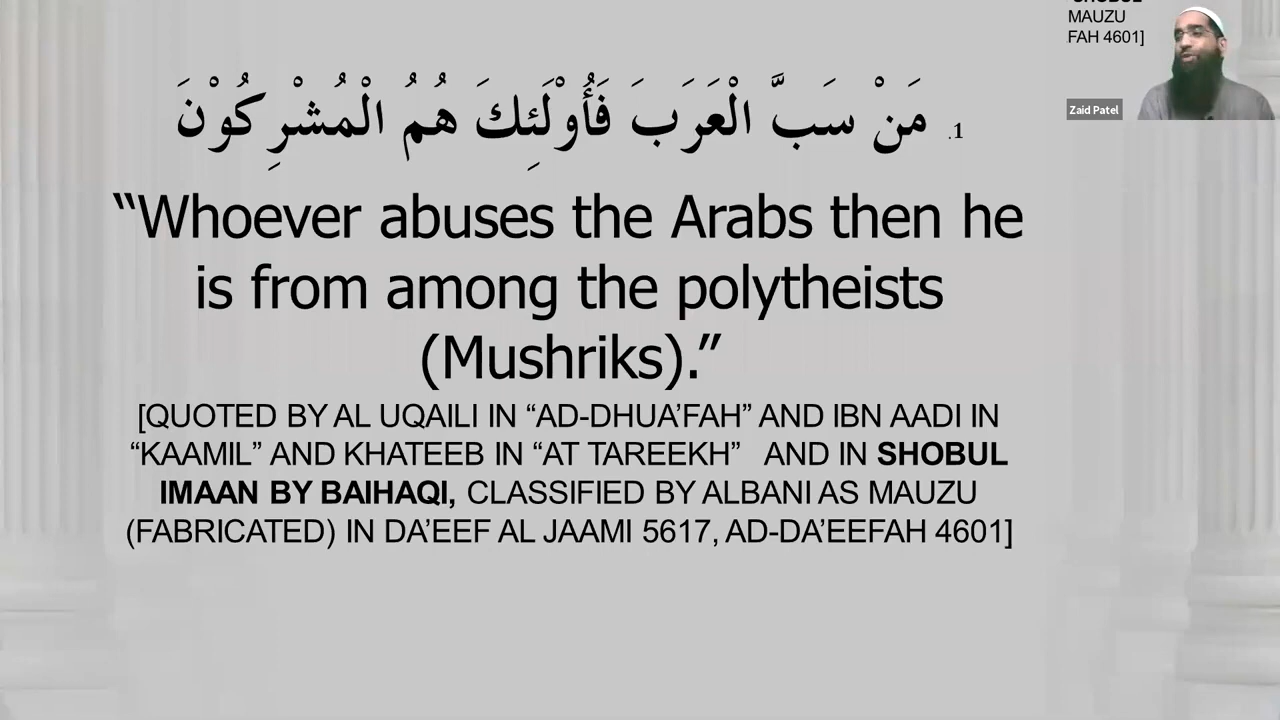 1. مَنْ سَبَّ الْعَرَبَ فَأُوْلَئِكَ هُمُ الْمُشْرِكُوْنَ
“Whoever abuses the Arabs then he
is from among the polytheists
(Mushriks).”
[QUOTED BY AL UQAILI IN “AD-DHUA’FAH” AND IBN AADI IN
“KAAMIL” AND KHATEEB IN “AT TAREEKH” AND IN SHOBUL
IMAAN BY BAIHAQI, CLASSIFIED BY ALBANI AS MAUZU
(FABRICATED) IN DA’EEF AL JAAMI 5617, AD-DA’EEFAH 4601]
MAUZU
FAH 4601]
Zaid Patel